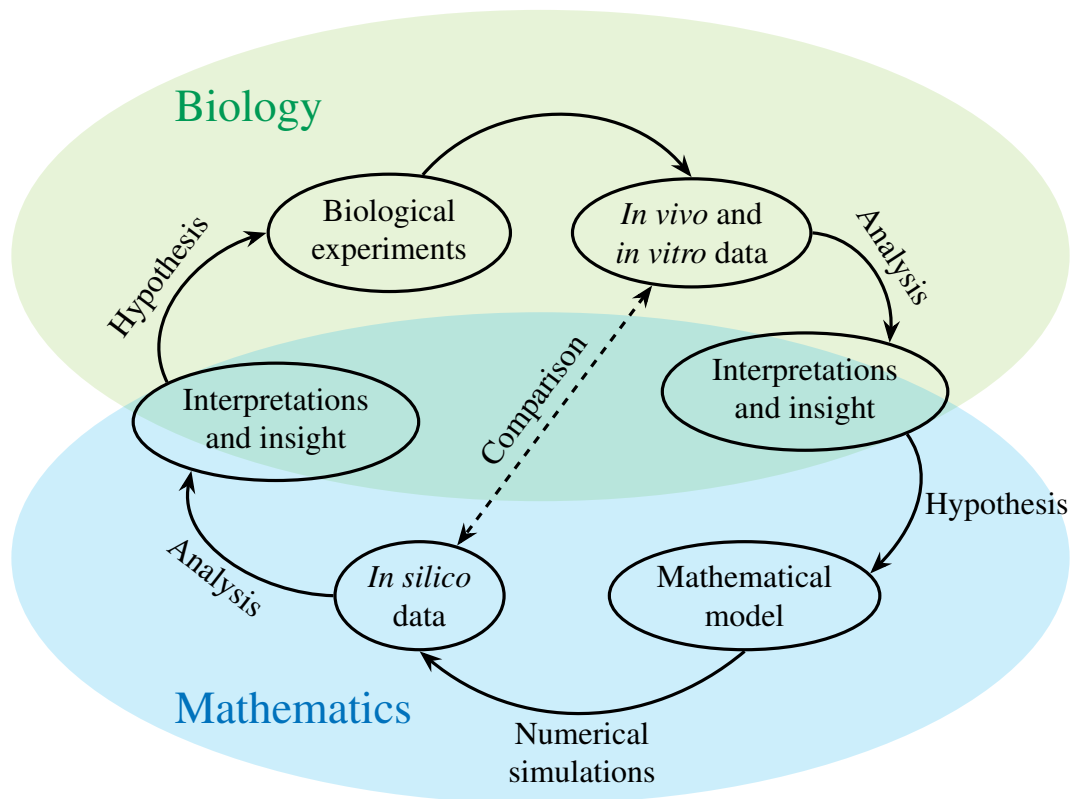 Biology
Biological
experiments
In vivo and
in vitro data
Hypothesis
Analysis
Interpretations
and insight
Comparison
Interpretations
and insight
Hypothesis
Analysis
In silico
data
Mathematical
model
Mathematics
Numerical
simulations